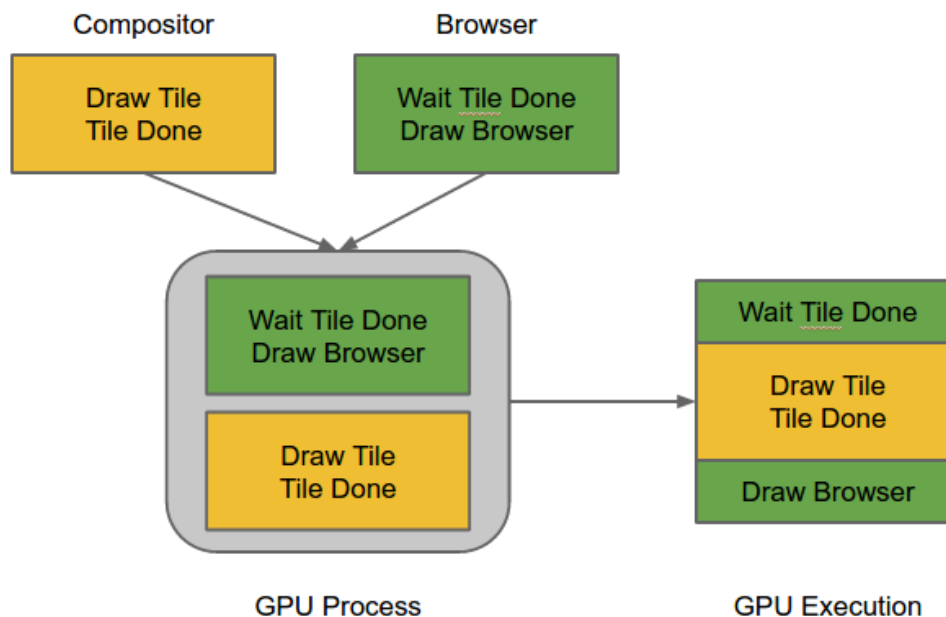 Compositor
Browser
Draw Tile
Tile Done
Wait Tile Done
Draw Browser
Wait Tile Done
Draw Browser
Draw Tile
Tile Done
Wait Tile Done
Draw Tile
Tile Done
Draw Browser
GPU Process
GPU Execution